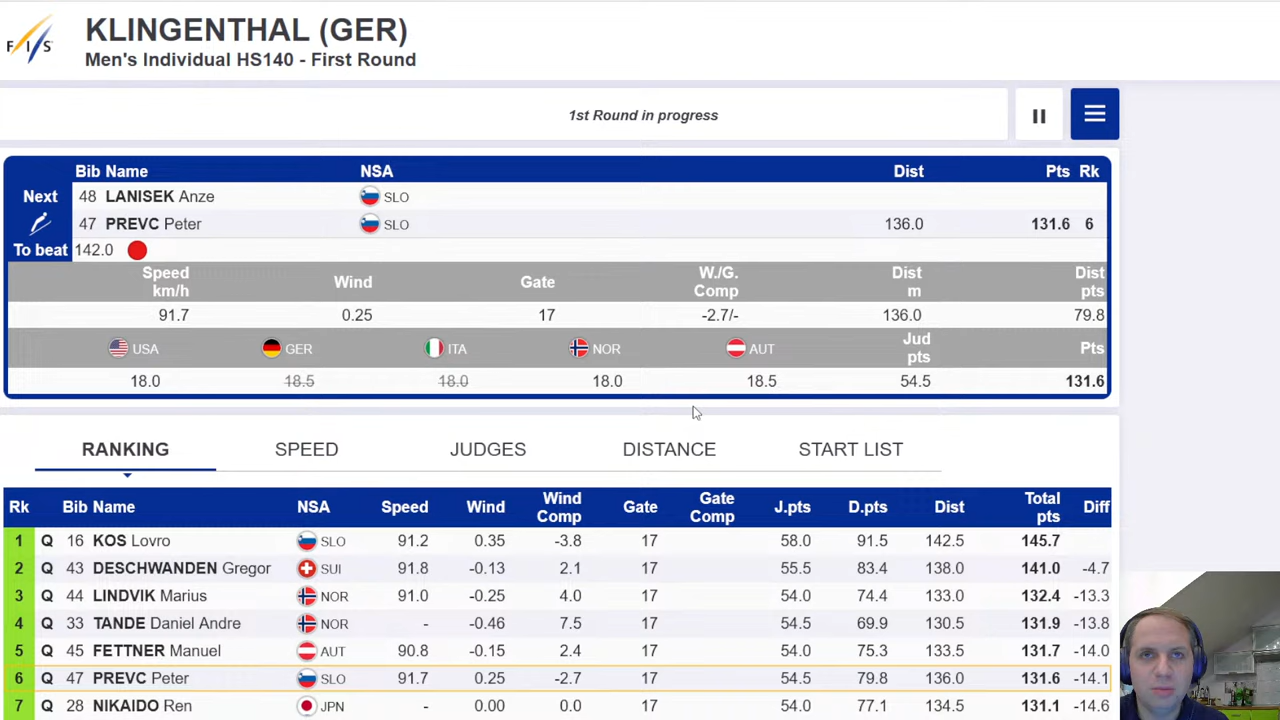 FIS
KLINGENTHAL (GER)
Men's Individual HS140 - First Round
1st Round in progress
Bib Name NSA Dist Pts Rk
Next 48 LANISEK Anze SLO
47 PREVC Peter SLO 136.0 131.6 6
To beat 142.0
Speed km/h Wind Gate W./G. Comp Dist m Dist pts
91.7 0.25 17 -2.7/- 136.0 79.8
USA GER ITA NOR AUT Jud pts Pts
18.0 18.5 18.0 18.0 18.5 54.5 131.6
RANKING SPEED JUDGES DISTANCE START LIST
Rk Bib Name NSA Speed Wind Wind Comp Gate Gate Comp J.pts D.pts Dist Total pts Diff
1 Q 16 KOS Lovro SLO 91.2 0.35 -3.8 17 58.0 91.5 142.5 145.7
2 Q 43 DESCHWANDEN Gregor SUI 91.8 -0.13 2.1 17 55.5 83.4 138.0 141.0 -4.7
3 Q 44 LINDVIK Marius NOR 91.0 -0.25 4.0 17 54.0 74.4 133.0 132.4 -13.3
4 Q 33 TANDE Daniel Andre NOR - -0.46 7.5 17 54.5 69.9 130.5 131.9 -13.8
5 Q 45 FETTNER Manuel AUT 90.8 -0.15 2.4 17 54.0 75.3 133.5 131.7 -14.0
6 Q 47 PREVC Peter SLO 91.7 0.25 -2.7 17 54.5 79.8 136.0 131.6 -14.1
7 Q 28 NIKAIDO Ren JPN - 0.00 0.0 17 54.0 77.1 134.5 131.1 -14.6